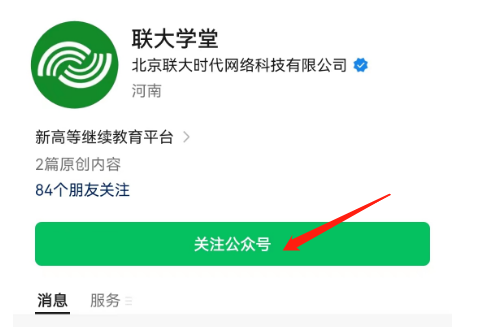 联大学堂
北京联大时代网络科技有限公司
河南
新高等继续教育平台
2篇原创内容
84个朋友关注
关注公众号
消息 服务